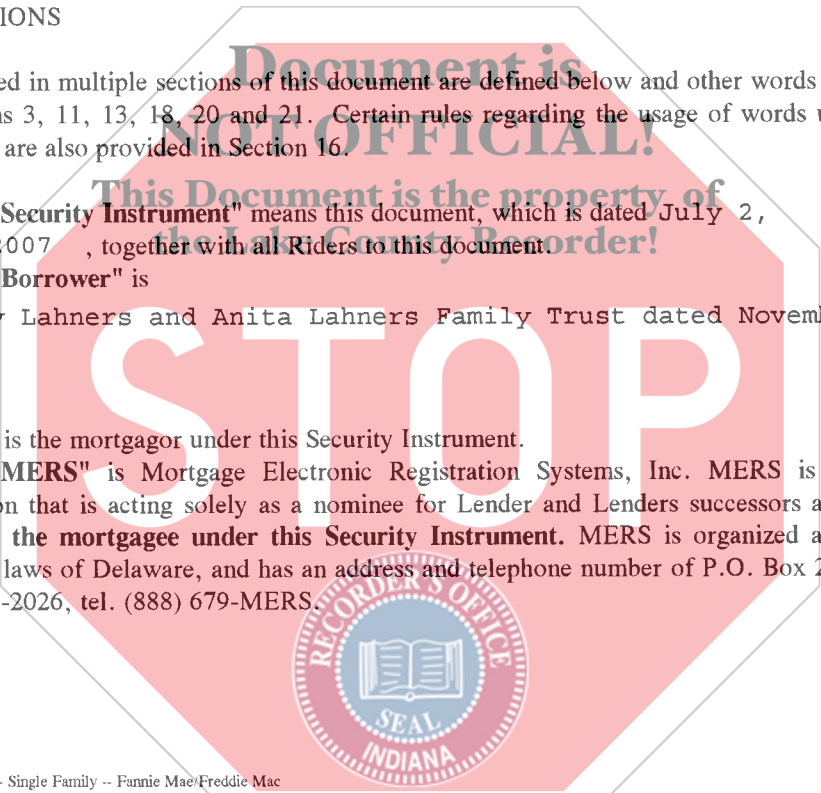 IONS
Document is
ed in multiple sections of this document are defined below and other words
s 3, 11, 13, 18, 20 and 21. Certain rules regarding the usage of words
NOT OFFICIAL!
are also provided in Section 16.
This Document is the property of
Security Instrument" means this document, which is dated July 2,
2007 , together with all Riders to this document.
the Lake County Recorder!
Borrower" is
Lahners and Anita Lahners Family Trust dated Novem
STOP
is the mortgagor under this Security Instrument.
MERS" is Mortgage Electronic Registration Systems, Inc. MERS is
on that is acting solely as a nominee for Lender and Lenders successors a
the mortgagee under this Security Instrument. MERS is organized a
laws of Delaware, and has an address and telephone number of P.O. Box 2
-2026, tel. (888) 679-MERS.
RECORDER'S OFFICE
SEAL
INDIANA
- Single Family -- Fannie Mae/Freddie Mac